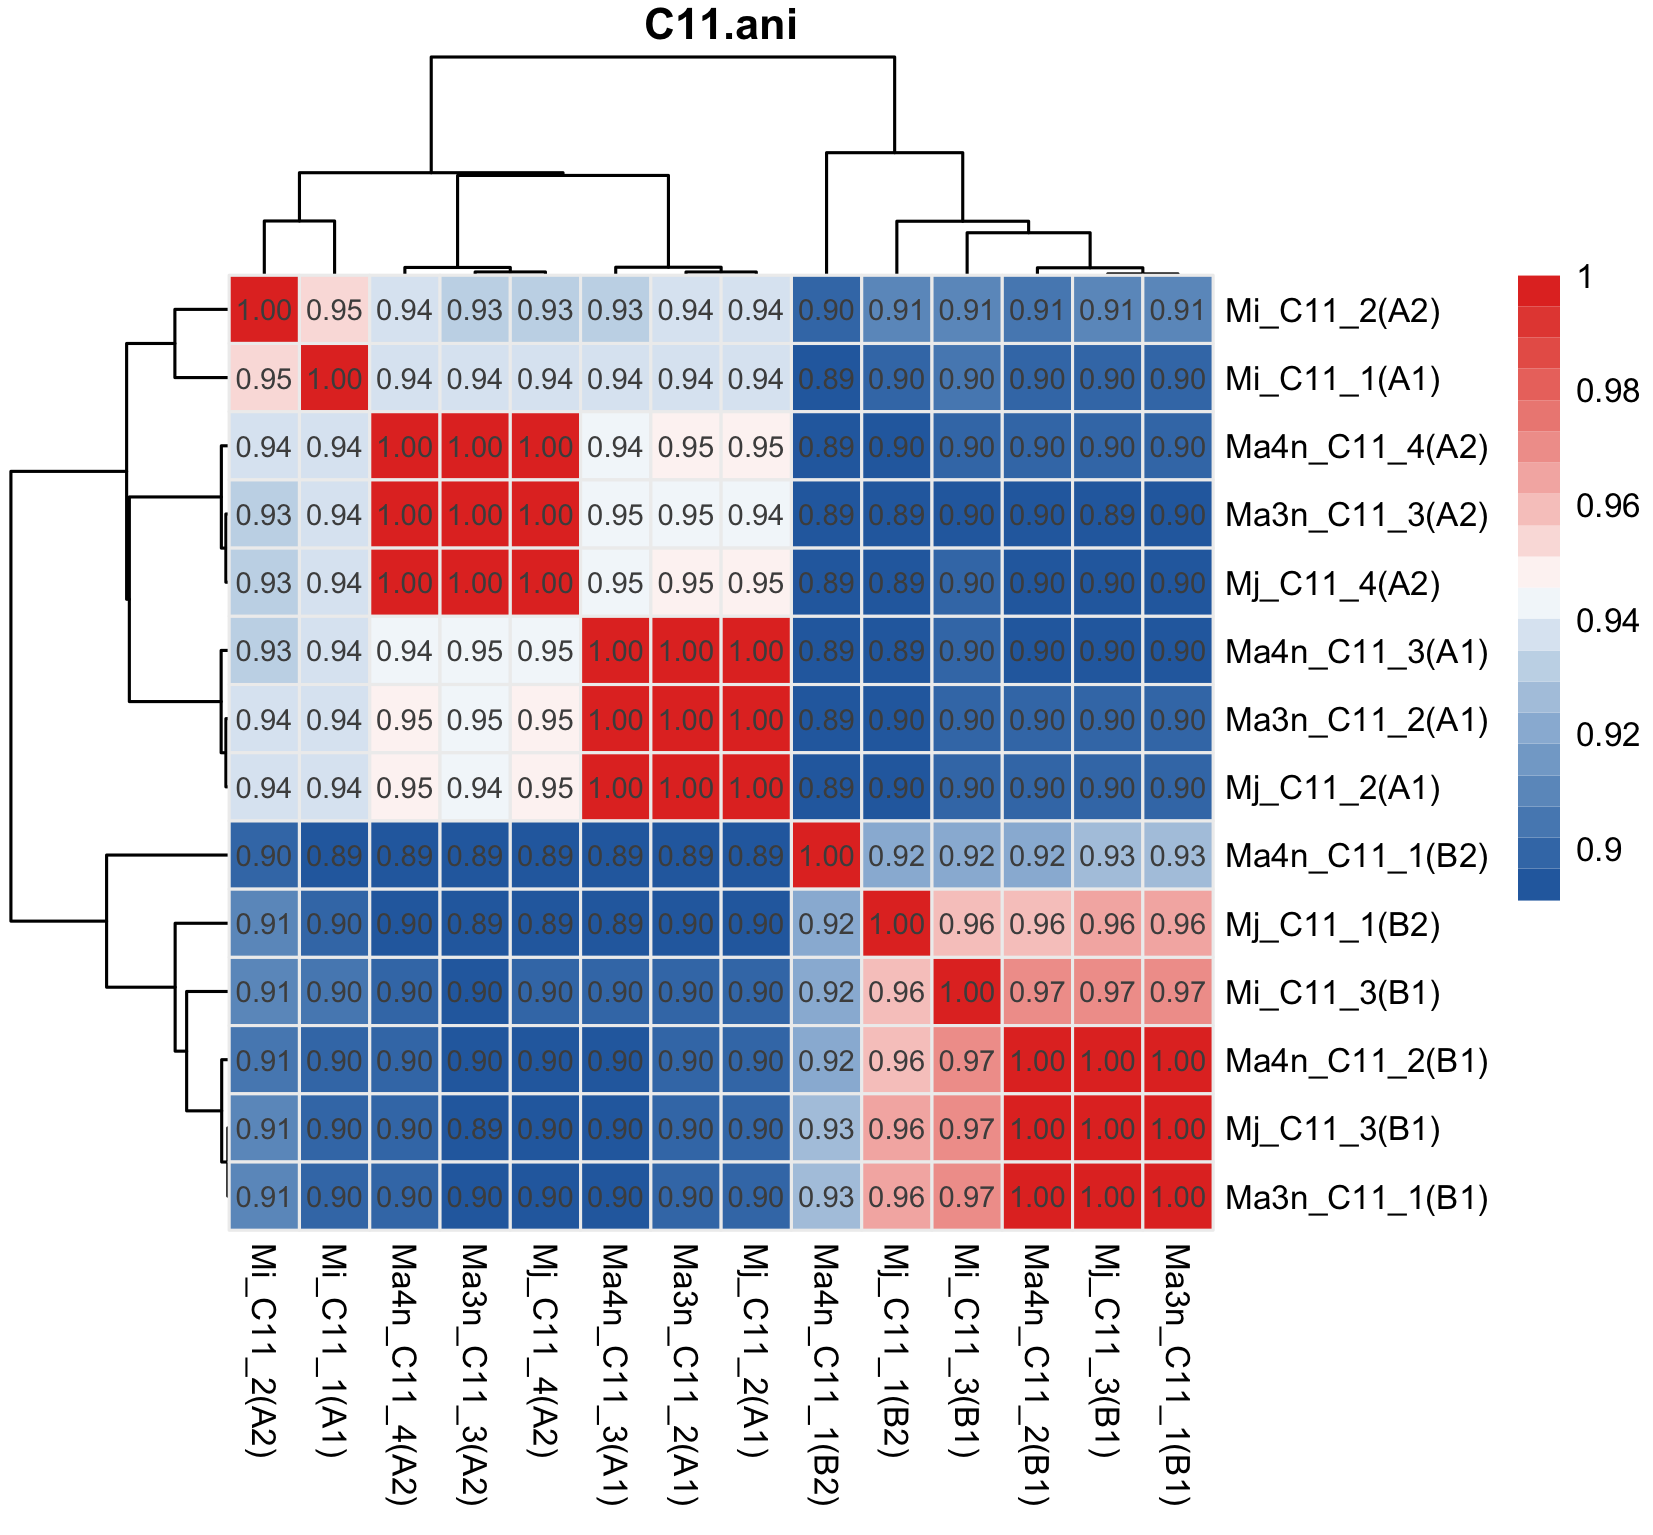 C11.ani
1.00 0.95 0.94 0.93 0.93 0.93 0.94 0.94 0.90 0.91 0.91 0.91 0.91 0.91 Mi_C11_2(A2)
0.95 1.00 0.94 0.94 0.94 0.94 0.94 0.94 0.89 0.90 0.90 0.90 0.90 0.90 Mi_C11_1(A1)
0.94 0.94 1.00 1.00 1.00 0.94 0.95 0.95 0.89 0.90 0.90 0.90 0.90 0.90 Ma4n_C11_4(A2)
0.93 0.94 1.00 1.00 1.00 0.95 0.95 0.94 0.89 0.89 0.90 0.90 0.89 0.90 Ma3n_C11_3(A2)
0.93 0.94 1.00 1.00 1.00 0.95 0.95 0.95 0.89 0.89 0.90 0.90 0.90 0.90 Mj_C11_4(A2)
0.93 0.94 0.94 0.95 0.95 1.00 1.00 1.00 0.89 0.89 0.90 0.90 0.90 0.90 Ma4n_C11_3(A1)
0.94 0.94 0.95 0.95 0.95 1.00 1.00 1.00 0.89 0.90 0.90 0.90 0.90 0.90 Ma3n_C11_2(A1)
0.94 0.94 0.95 0.94 0.95 1.00 1.00 1.00 0.89 0.90 0.90 0.90 0.90 0.90 Mj_C11_2(A1)
0.90 0.89 0.89 0.89 0.89 0.89 0.89 0.89 1.00 0.92 0.92 0.92 0.93 0.93 Ma4n_C11_1(B2)
0.91 0.90 0.90 0.89 0.89 0.89 0.90 0.90 0.92 1.00 0.96 0.96 0.96 0.96 Mj_C11_1(B2)
0.91 0.90 0.90 0.90 0.90 0.90 0.90 0.90 0.92 0.96 1.00 0.97 0.97 0.97 Mi_C11_3(B1)
0.91 0.90 0.90 0.90 0.90 0.90 0.90 0.90 0.92 0.96 0.97 1.00 1.00 1.00 Ma4n_C11_2(B1)
0.91 0.90 0.90 0.89 0.90 0.90 0.90 0.90 0.93 0.96 0.97 1.00 1.00 1.00 Mj_C11_3(B1)
0.91 0.90 0.90 0.90 0.90 0.90 0.90 0.90 0.93 0.96 0.97 1.00 1.00 1.00 Ma3n_C11_1(B1)
Mi_C11_2(A2)
Mi_C11_1(A1)
Ma4n_C11_4(A2)
Ma3n_C11_3(A2)
Mj_C11_4(A2)
Ma4n_C11_3(A1)
Ma3n_C11_2(A1)
Mj_C11_2(A1)
Ma4n_C11_1(B2)
Mj_C11_1(B2)
Mi_C11_3(B1)
Ma4n_C11_2(B1)
Mj_C11_3(B1)
Ma3n_C11_1(B1)
1
0.98
0.96
0.94
0.92
0.9